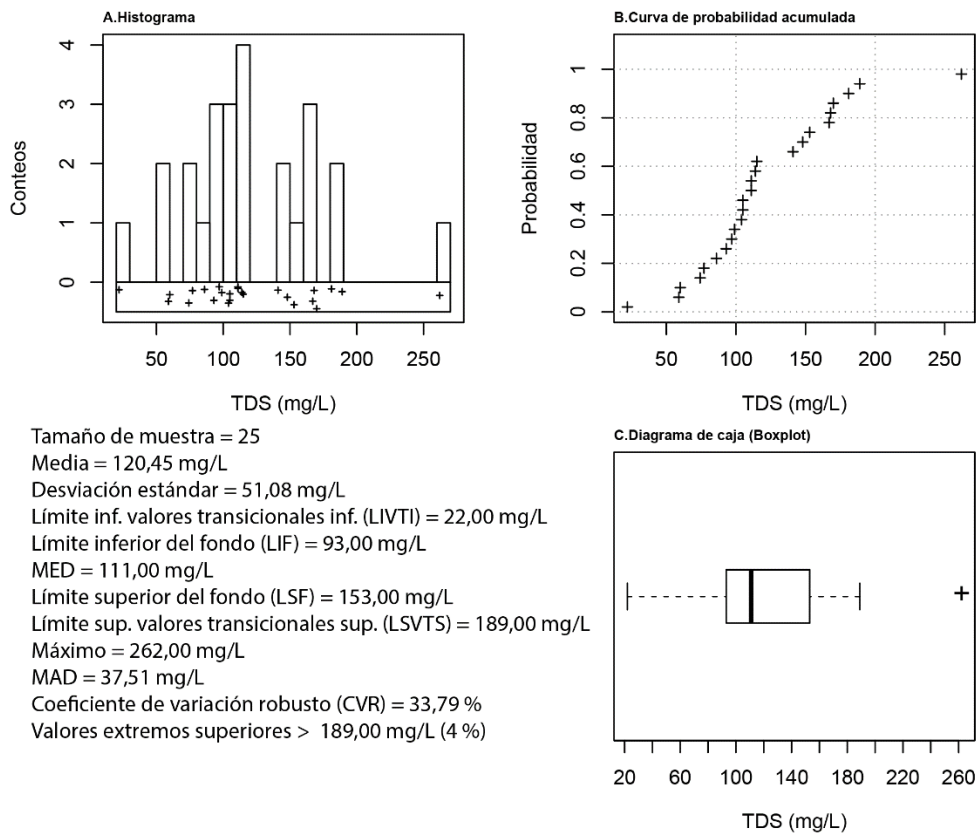 A.Histograma
Conteos
4
3
2
1
0
50 100 150 200 250
TDS (mg/L)
B.Curva de probabilidad acumulada
Probabilidad
1
0.8
0.6
0.4
0.2
0
50 100 150 200 250
TDS (mg/L)
Tamaño de muestra = 25
Media = 120,45 mg/L
Desviación estándar = 51,08 mg/L
Límite inf. valores transicionales inf. (LIVTI) = 22,00 mg/L
Límite inferior del fondo (LIF) = 93,00 mg/L
MED = 111,00 mg/L
Límite superior del fondo (LSF) = 153,00 mg/L
Límite sup. valores transicionales sup. (LSVTS) = 189,00 mg/L
Máximo = 262,00 mg/L
MAD = 37,51 mg/L
Coeficiente de variación robusto (CVR) = 33,79 %
Valores extremos superiores > 189,00 mg/L (4 %)
C.Diagrama de caja (Boxplot)
20 60 100 140 180 220 260
TDS (mg/L)